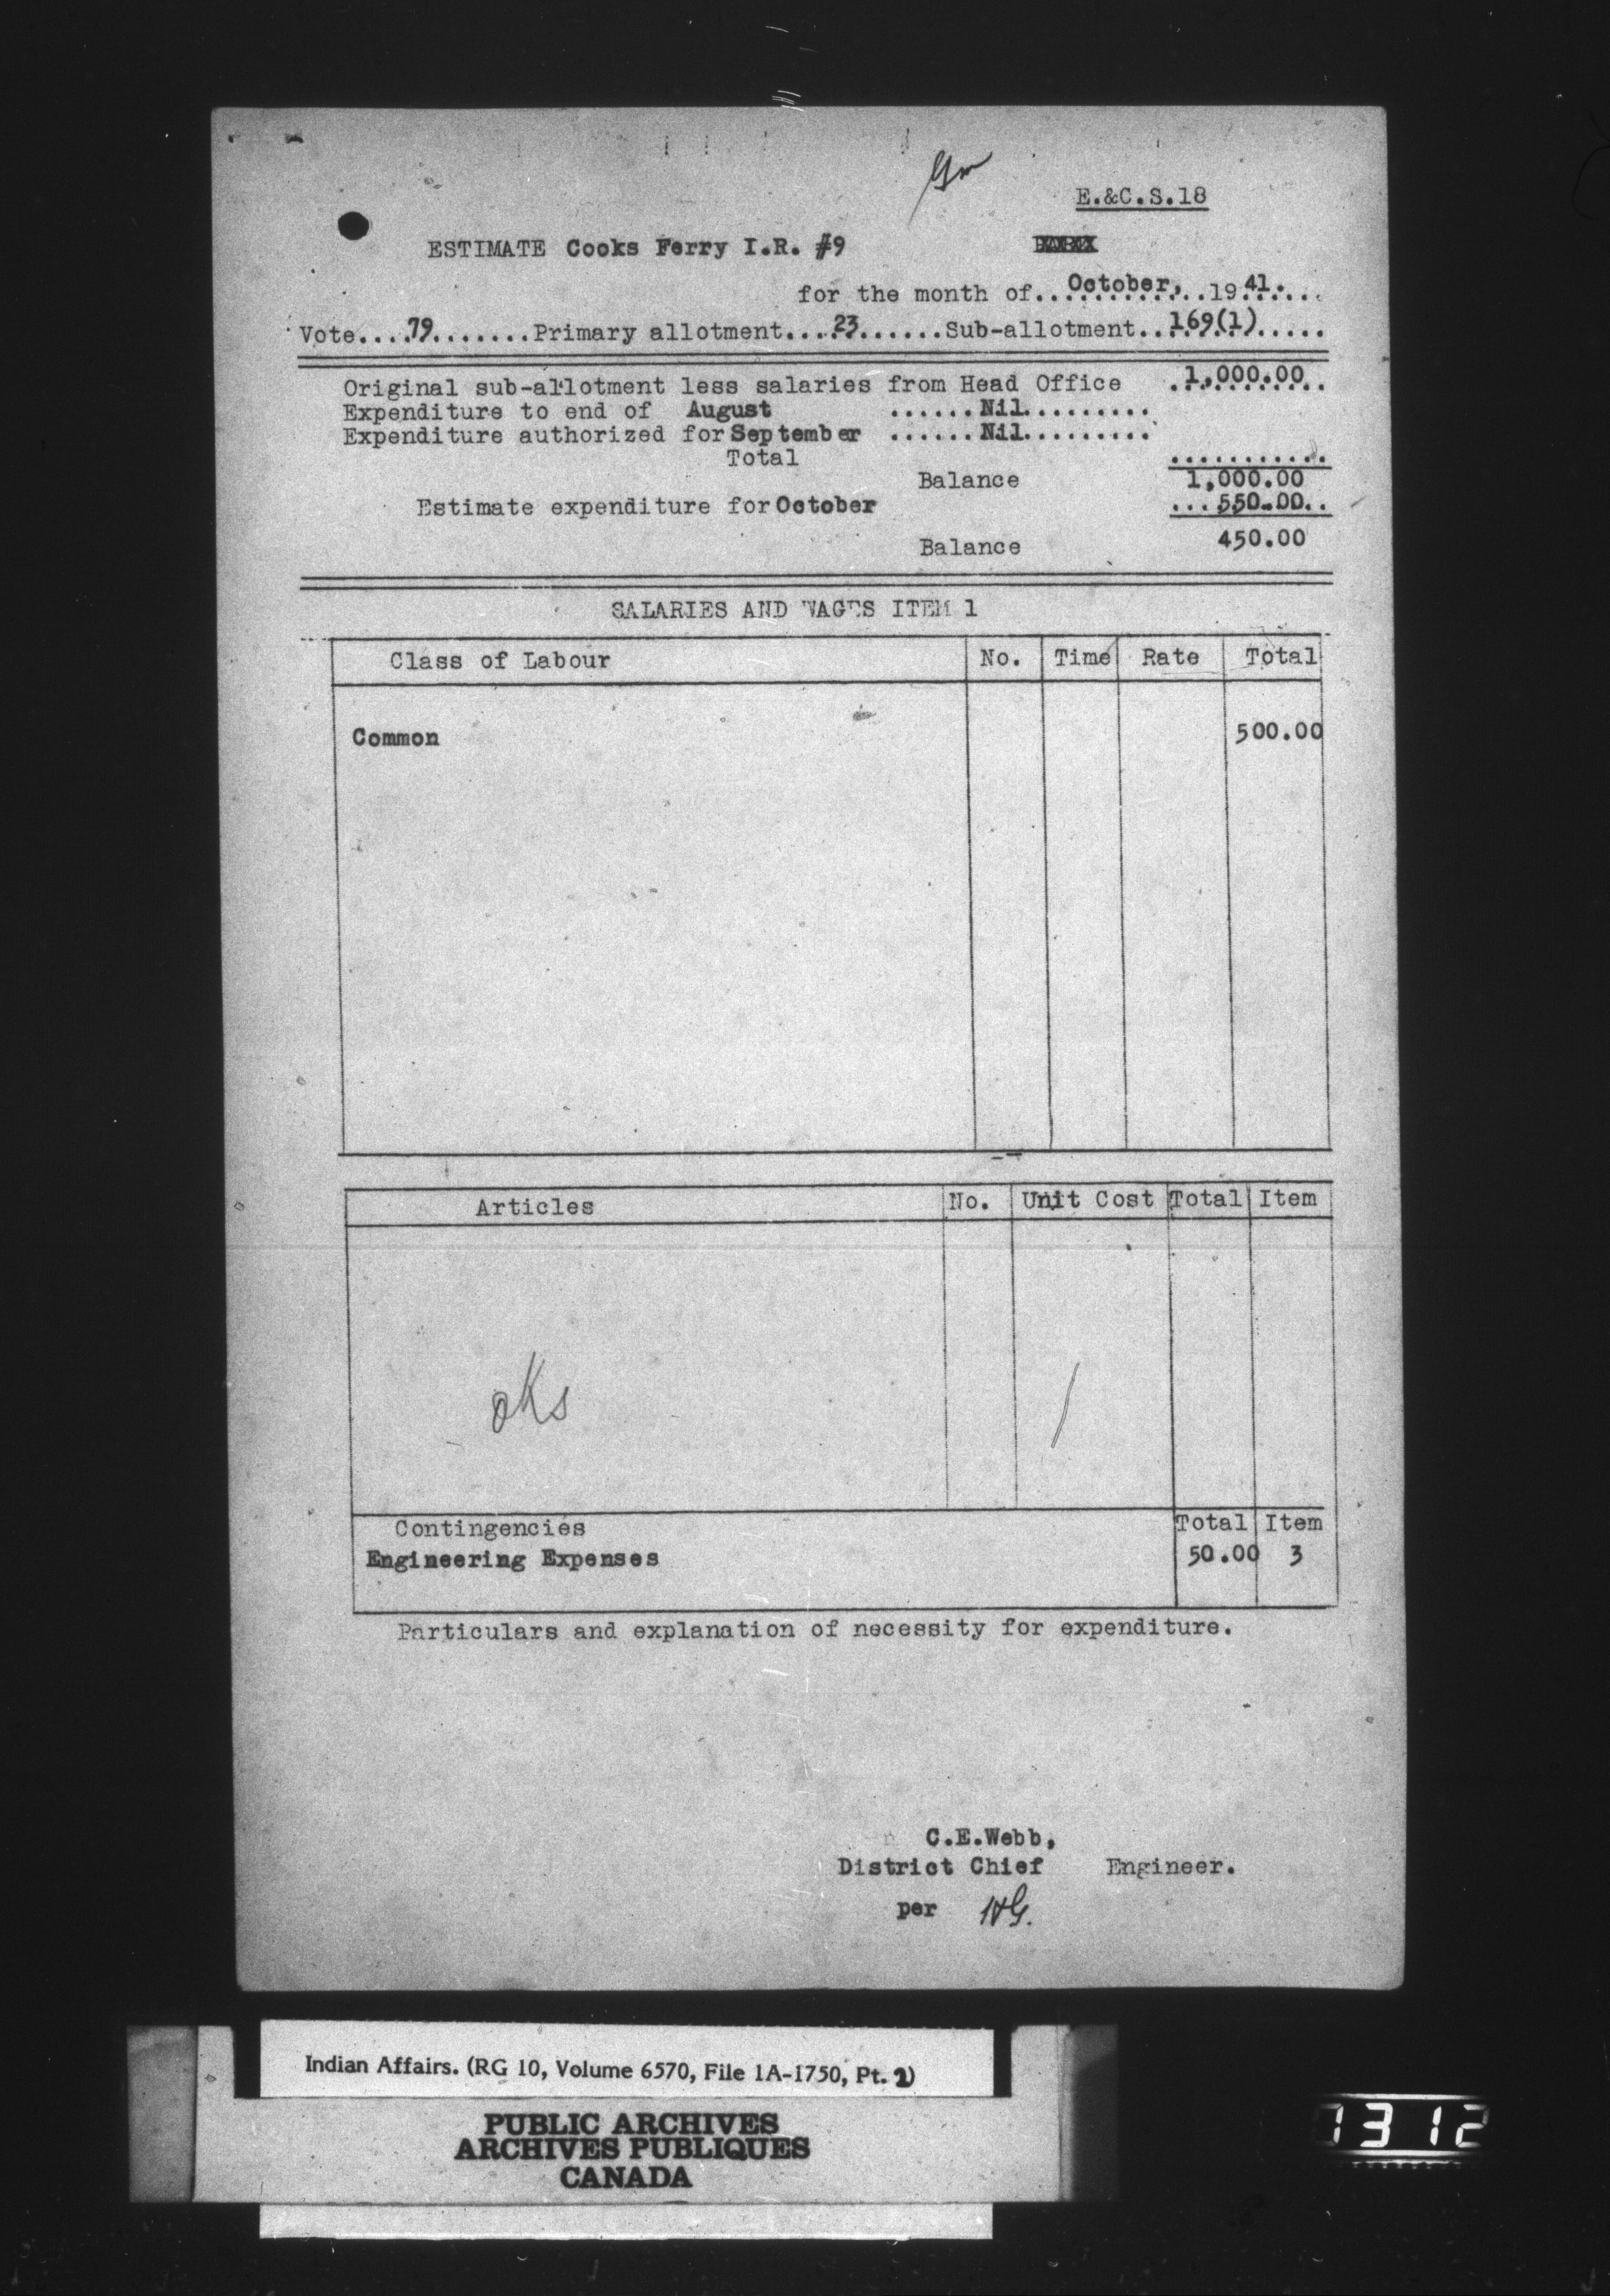 E.&C.S.18
ESTIMATE Cooks Ferry I.R. #9
for the month of..October,..1941.....
Vote....79.......Primary allotment....23......Sub-allotment..169(1).....
Original sub-allotment less salaries from Head Office 1,000.00
Expenditure to end of August ......Nil.........
Expenditure authorized for September ......Nil.........
Total ...........
Balance 1,000.00
Estimate expenditure for October ...550.00..
Balance 450.00
SALARIES AND WAGES ITEM 1
Class of Labour No. Time Rate Total
Common 500.00
Articles No. Unit Cost Total Item
oks
Contingencies Total Item
Engineering Expenses 50.00 3
Particulars and explanation of necessity for expenditure.
C.E.Webb,
District Chief Engineer.
per HG.
Indian Affairs. (RG 10, Volume 6570, File 1A-1750, Pt. 2)
PUBLIC ARCHIVES
ARCHIVES PUBLIQUES
CANADA
1312